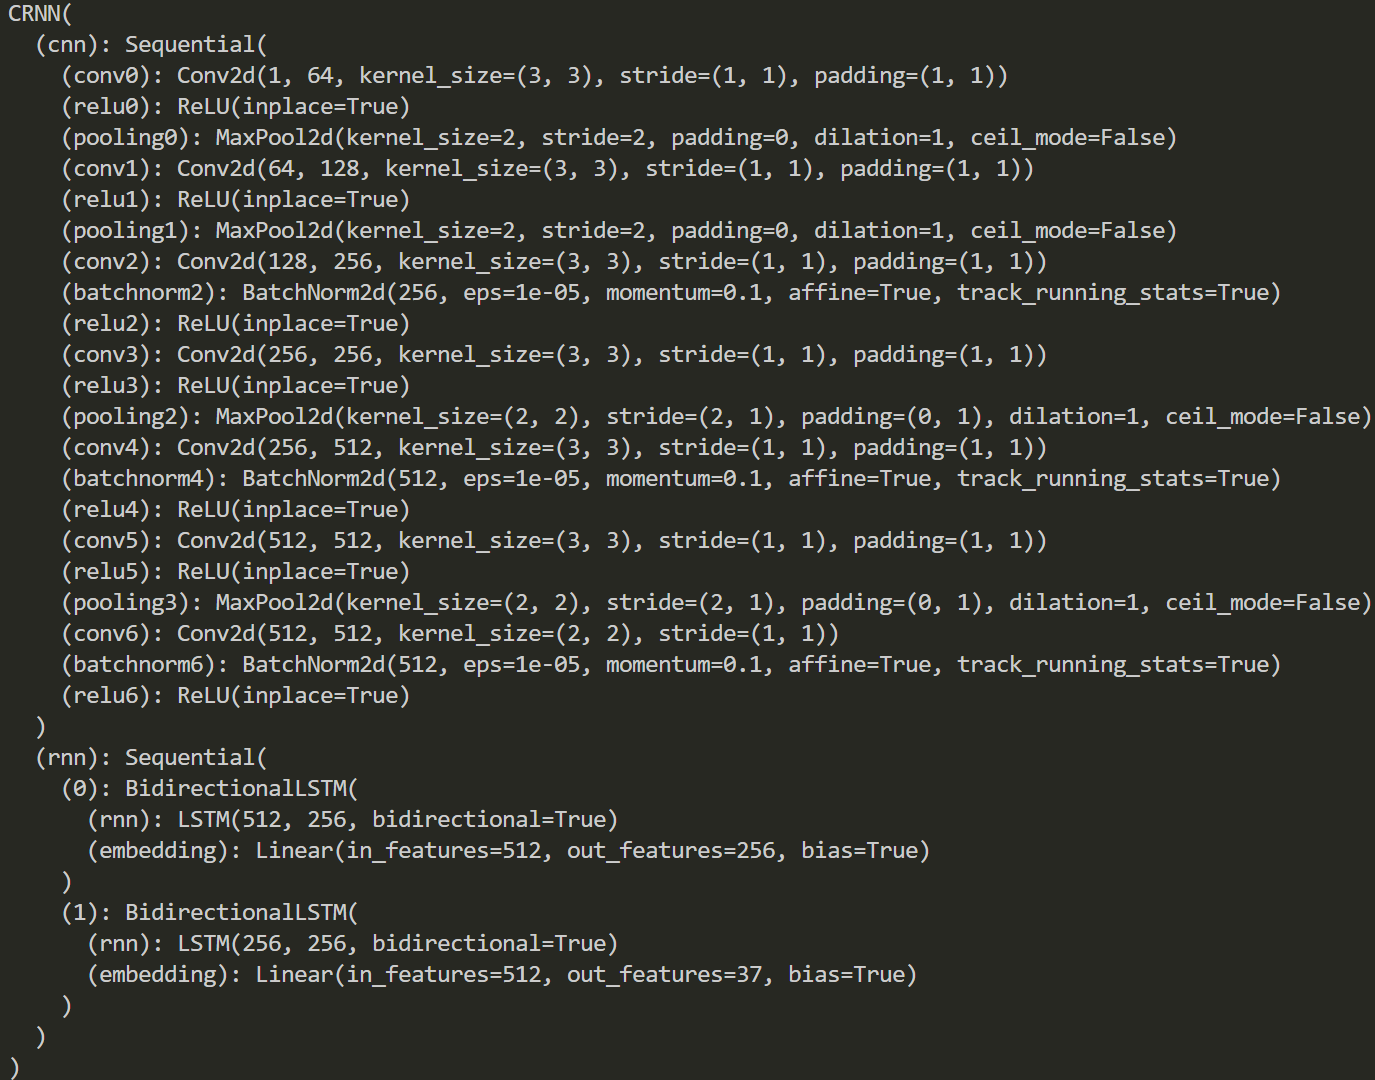 CRNN(
  (cnn): Sequential(
    (conv0): Conv2d(1, 64, kernel_size=(3, 3), stride=(1, 1), padding=(1, 1))
    (relu0): ReLU(inplace=True)
    (pooling0): MaxPool2d(kernel_size=2, stride=2, padding=0, dilation=1, ceil_mode=False)
    (conv1): Conv2d(64, 128, kernel_size=(3, 3), stride=(1, 1), padding=(1, 1))
    (relu1): ReLU(inplace=True)
    (pooling1): MaxPool2d(kernel_size=2, stride=2, padding=0, dilation=1, ceil_mode=False)
    (conv2): Conv2d(128, 256, kernel_size=(3, 3), stride=(1, 1), padding=(1, 1))
    (batchnorm2): BatchNorm2d(256, eps=1e-05, momentum=0.1, affine=True, track_running_stats=True)
    (relu2): ReLU(inplace=True)
    (conv3): Conv2d(256, 256, kernel_size=(3, 3), stride=(1, 1), padding=(1, 1))
    (relu3): ReLU(inplace=True)
    (pooling2): MaxPool2d(kernel_size=(2, 2), stride=(2, 1), padding=(0, 1), dilation=1, ceil_mode=False)
    (conv4): Conv2d(256, 512, kernel_size=(3, 3), stride=(1, 1), padding=(1, 1))
    (batchnorm4): BatchNorm2d(512, eps=1e-05, momentum=0.1, affine=True, track_running_stats=True)
    (relu4): ReLU(inplace=True)
    (conv5): Conv2d(512, 512, kernel_size=(3, 3), stride=(1, 1), padding=(1, 1))
    (relu5): ReLU(inplace=True)
    (pooling3): MaxPool2d(kernel_size=(2, 2), stride=(2, 1), padding=(0, 1), dilation=1, ceil_mode=False)
    (conv6): Conv2d(512, 512, kernel_size=(2, 2), stride=(1, 1))
    (batchnorm6): BatchNorm2d(512, eps=1e-05, momentum=0.1, affine=True, track_running_stats=True)
    (relu6): ReLU(inplace=True)
  )
  (rnn): Sequential(
    (0): BidirectionalLSTM(
      (rnn): LSTM(512, 256, bidirectional=True)
      (embedding): Linear(in_features=512, out_features=256, bias=True)
    )
    (1): BidirectionalLSTM(
      (rnn): LSTM(256, 256, bidirectional=True)
      (embedding): Linear(in_features=512, out_features=37, bias=True)
    )
  )
)